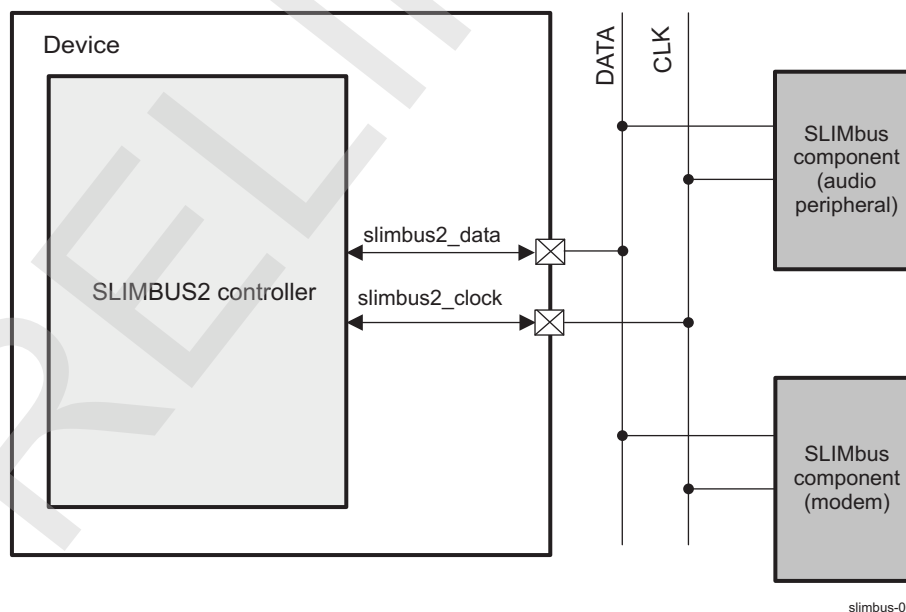 Device
DATA
CLK
SLIMbus
component
(audio
peripheral)
slimbus2_data
SLIMBUS2 controller
slimbus2_clock
SLIMbus
component
(modem)
slimbus-0